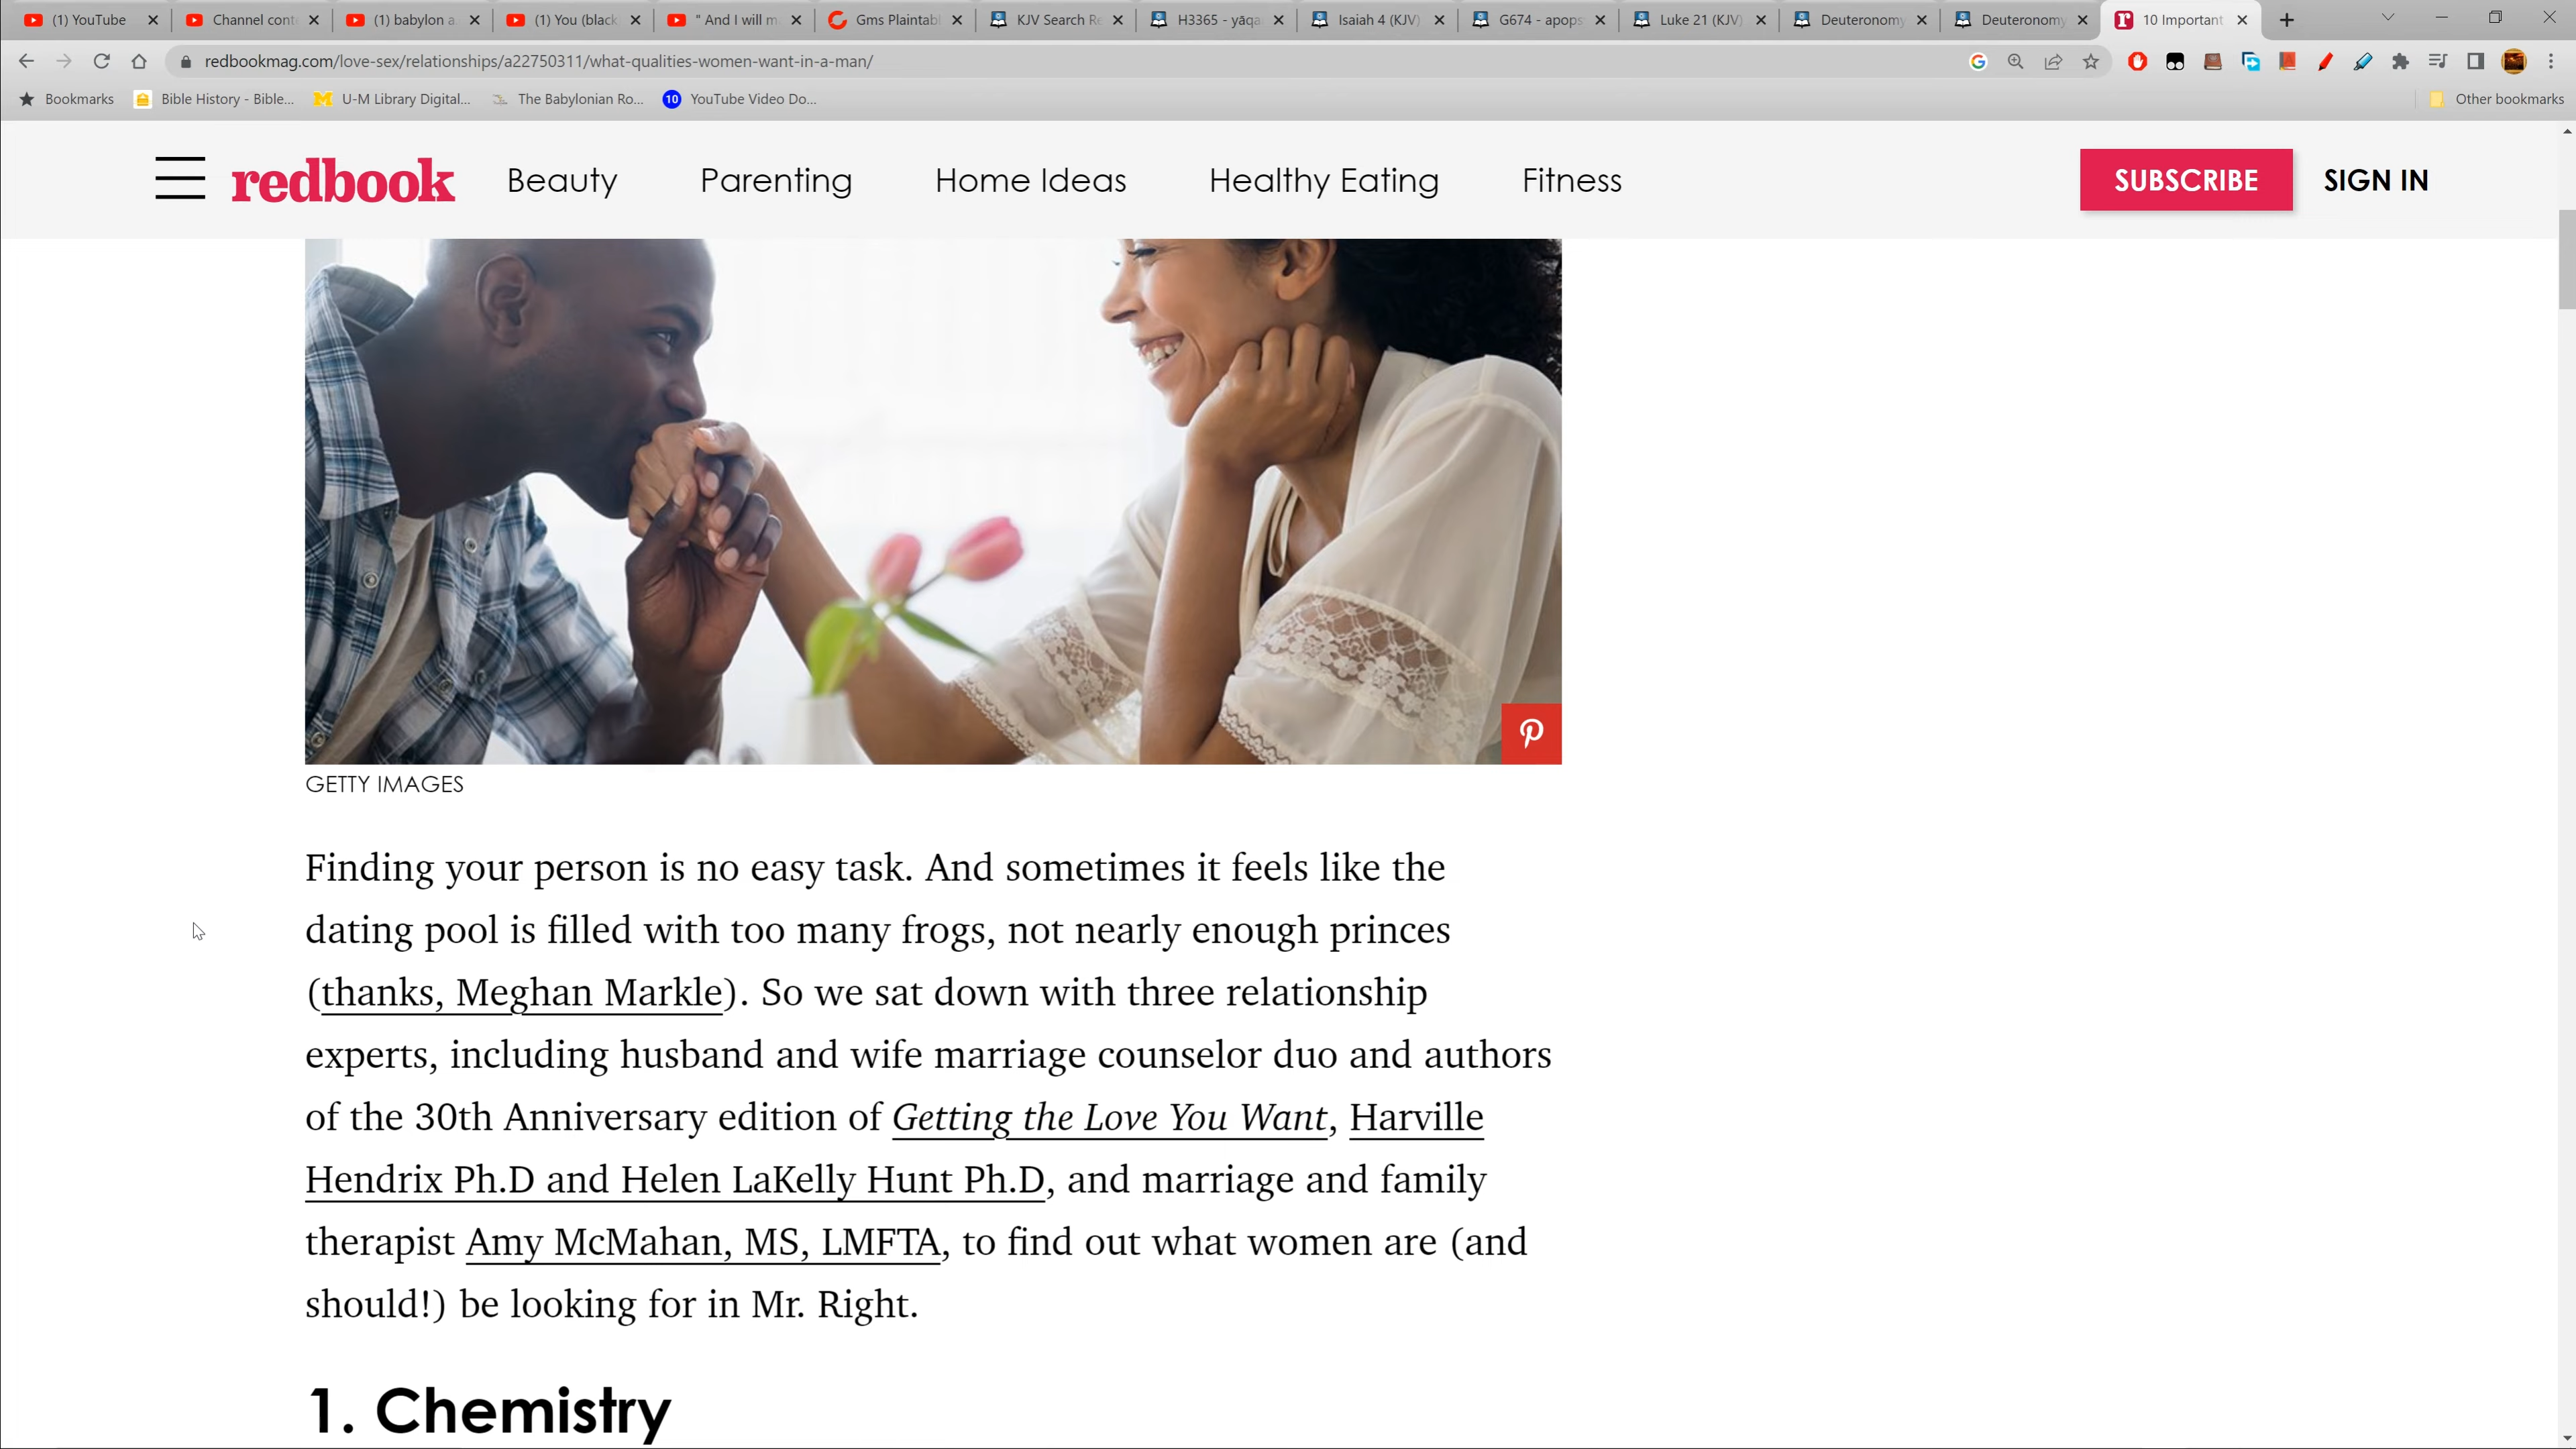 (1) YouTube
Channel cont
(1) babylon a
(1) You (black
" And I will m
Gms Plaintab
KJV Search Re
H3365 - yāqa
Isaiah 4 (KJV)
G674 - apops
Luke 21 (KJV)
Deuteronomy
Deuteronomy
10 Important
redbookmag.com/love-sex/relationships/a22750311/what-qualities-women-want-in-a-man/
Bookmarks
Bible History - Bible...
U-M Library Digital...
The Babylonian Ro...
10
YouTube Video Do...
Other bookmarks
redbook
Beauty
Parenting
Home Ideas
Healthy Eating
Fitness
SUBSCRIBE
SIGN IN
GETTY IMAGES
Finding your person is no easy task. And sometimes it feels like the
dating pool is filled with too many frogs, not nearly enough princes
(thanks, Meghan Markle). So we sat down with three relationship
experts, including husband and wife marriage counselor duo and authors
of the 30th Anniversary edition of Getting the Love You Want, Harville
Hendrix Ph.D and Helen LaKelly Hunt Ph.D, and marriage and family
therapist Amy McMahan, MS, LMFTA, to find out what women are (and
should!) be looking for in Mr. Right.
1. Chemistry